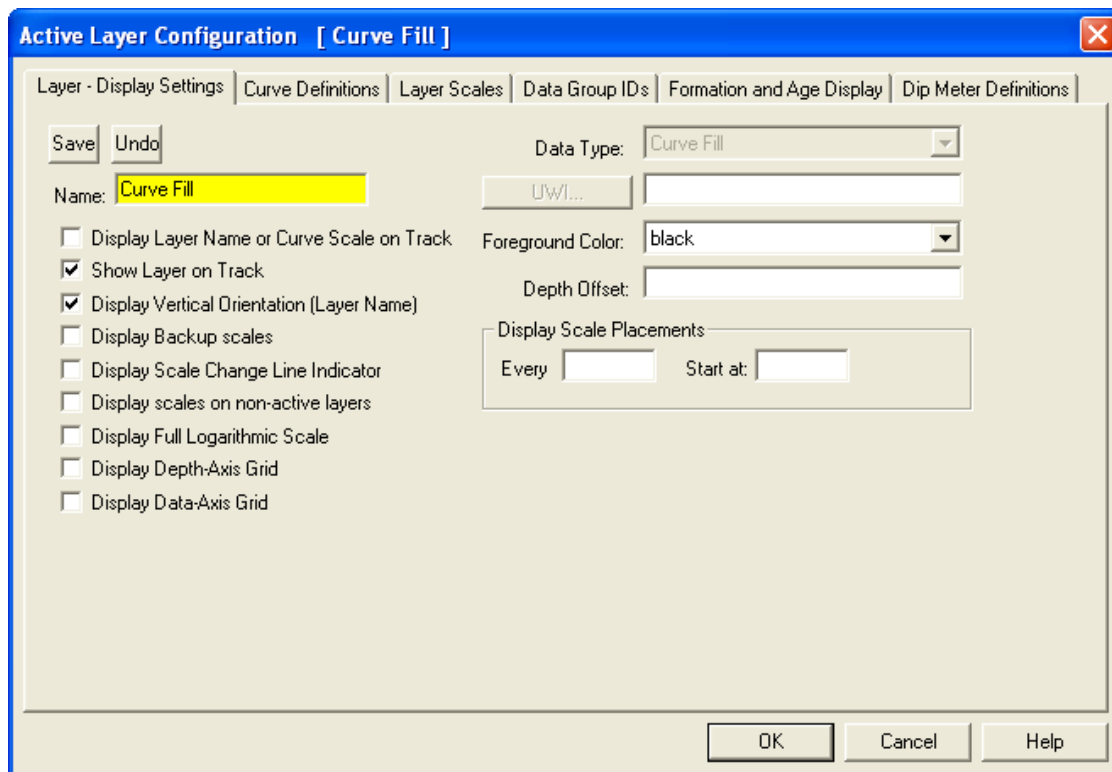 Active Layer Configuration [ Curve Fill ]
Layer - Display Settings Curve Definitions Layer Scales Data Group IDs Formation and Age Display Dip Meter Definitions
Save Undo
Name: Curve Fill
Display Layer Name or Curve Scale on Track
Show Layer on Track
Display Vertical Orientation (Layer Name)
Display Backup scales
Display Scale Change Line Indicator
Display scales on non-active layers
Display Full Logarithmic Scale
Display Depth-Axis Grid
Display Data-Axis Grid
Data Type: Curve Fill
UWI...
Foreground Color: black
Depth Offset:
Display Scale Placements
Every Start at:
OK Cancel Help